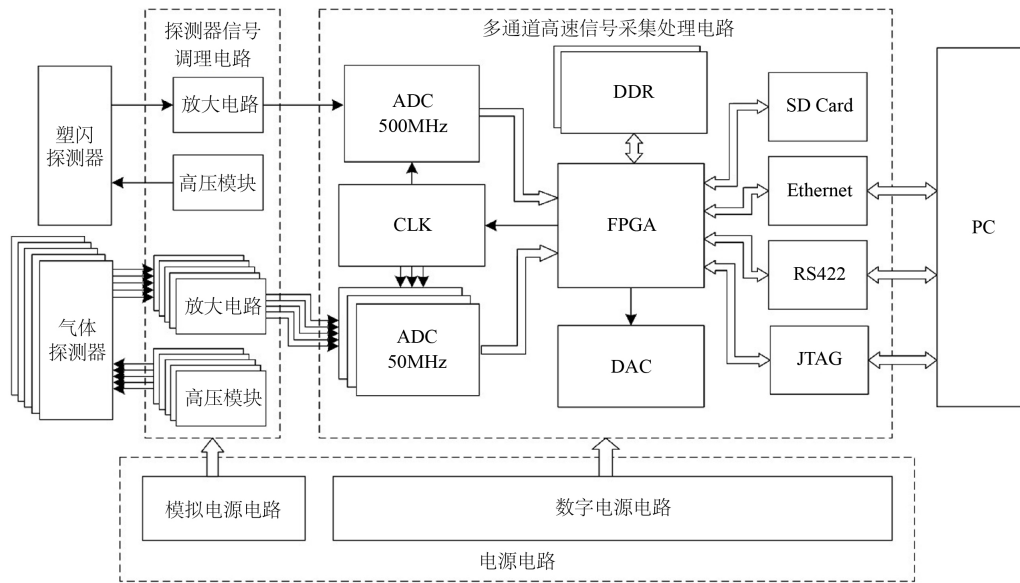 探测器信号
调理电路
多通道高速信号采集处理电路
塑闪
探测器
放大电路
高压模块
ADC
500MHz
DDR
SD Card
CLK
FPGA
Ethernet
PC
RS422
气体
探测器
放大电路
高压模块
ADC
50MHz
DAC
JTAG
模拟电源电路
数字电源电路
电源电路